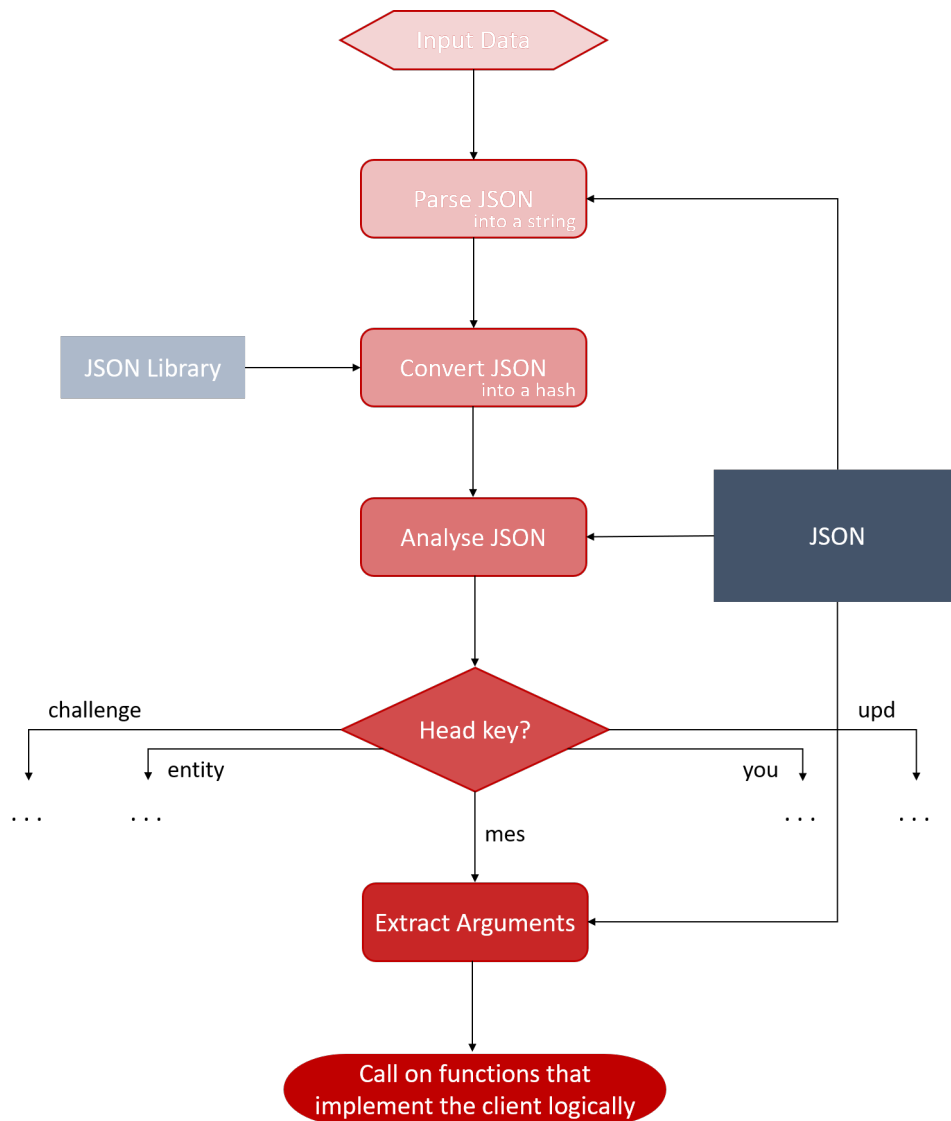 Input Data
Parse JSON
into a string
JSON Library
Convert JSON
into a hash
Analyse JSON
JSON
challenge
Head key?
upd
entity
you
. . .
. . .
. . .
. . .
mes
Extract Arguments
Call on functions that
implement the client logically